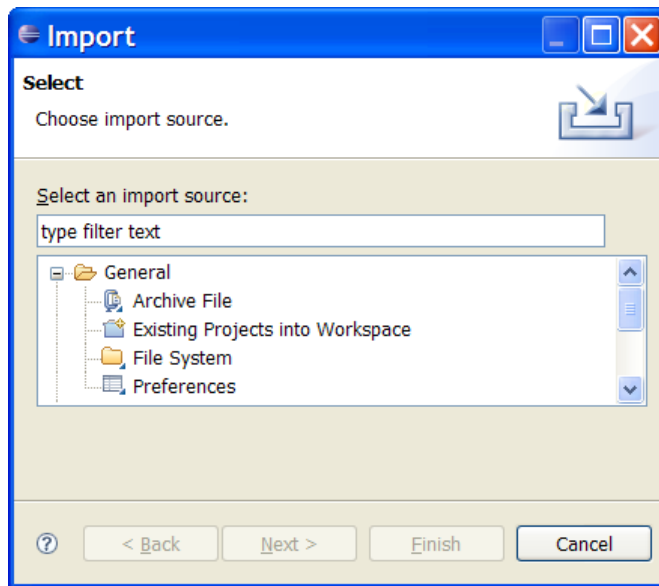 Import
Select
Choose import source.
Select an import source:
type filter text
General
Archive File
Existing Projects into Workspace
File System
Preferences
? < Back Next > Finish Cancel